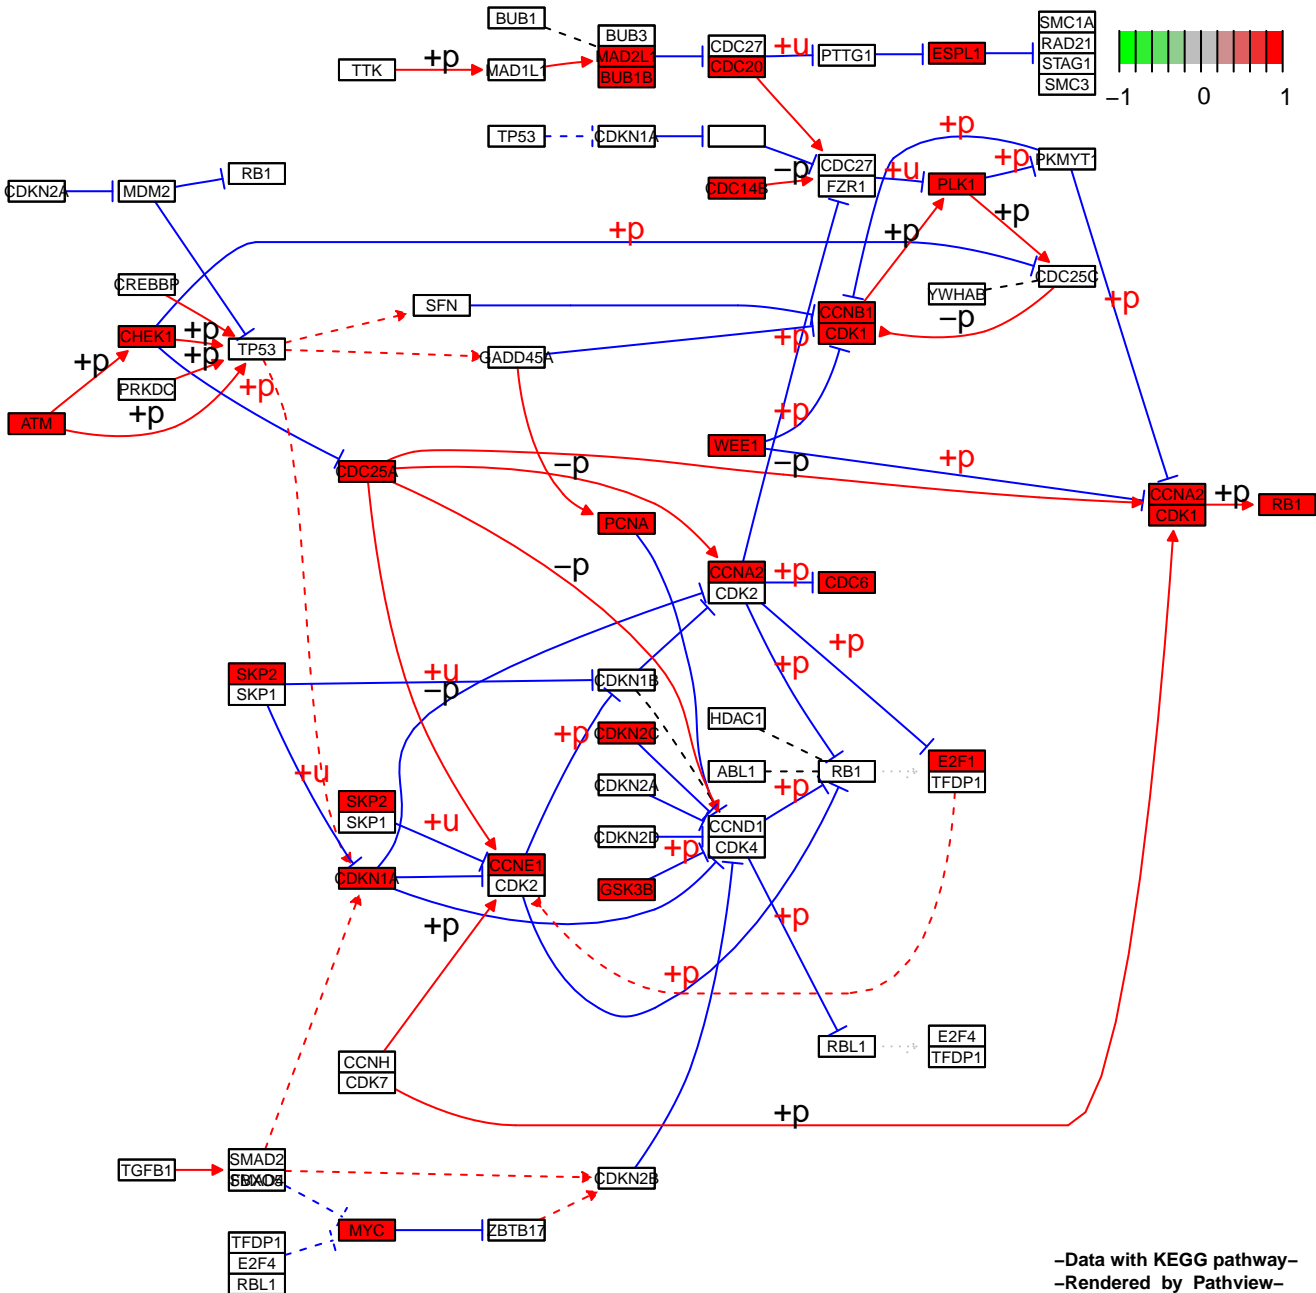 BUB1
SMC1A
BUB3
CDC27
+u
RAD21
+p
MAD2L1
PTTG1
ESPL1
TTK
MAD1L1
CDC20
STAG1
BUB1B
SMC3
−1
0
1
+p
TP53
CDKN1A
PKMYT1
CDC27
+p
RB1
−p
+u
CDKN2A
MDM2
CDC14B
FZR1
PLK1
+p
+p
+p
CREBBP
CDC25C
YWHAB
+p
SFN
CCNB1
−p
CHEK1
+p
CDK1
+p
TP53
+p
GADD45A
+p
PRKDC
+p
+p
+p
ATM
WEE1
+p
−p
−p
CDC25A
CCNA2
+p
RB1
CDK1
PCNA
−p
CCNA2
+p
CDC6
CDK2
+p
+p
SKP2
+u
CDKN1B
−p
SKP1
HDAC1
CDKN2C
+p
E2F1
+u
ABL1
RB1
TFDP1
CDKN2A
+p
SKP2
SKP1
+u
CCND1
CDKN2D
+p
CDK4
CCNE1
CDKN1A
CDK2
GSK3B
+p
+p
+p
E2F4
RBL1
TFDP1
CCNH
CDK7
+p
SMAD2
TGFB1
CDKN2B
MYC
ZBTB17
TFDP1
E2F4
RBL1
−Data with KEGG pathway−
−Rendered by Pathview−